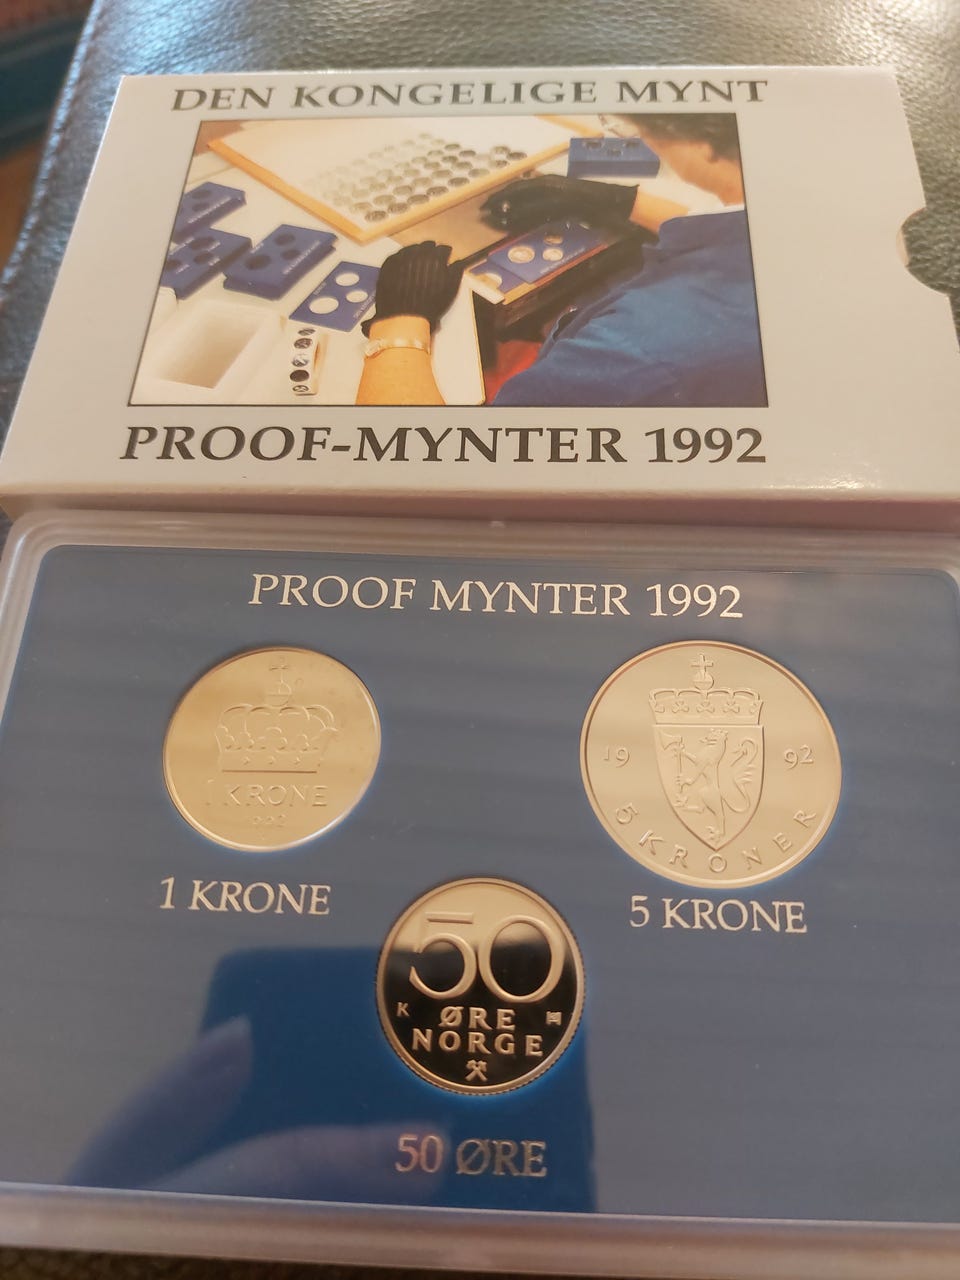 DEN KONGELIGE MYNT
PROOF-MYNTER 1992
PROOF MYNTER 1992
1 KRONE
1992
19 92
5 KRONER
1 KRONE
5 KRONE
50
K
ØRE
NORGE
50 ØRE